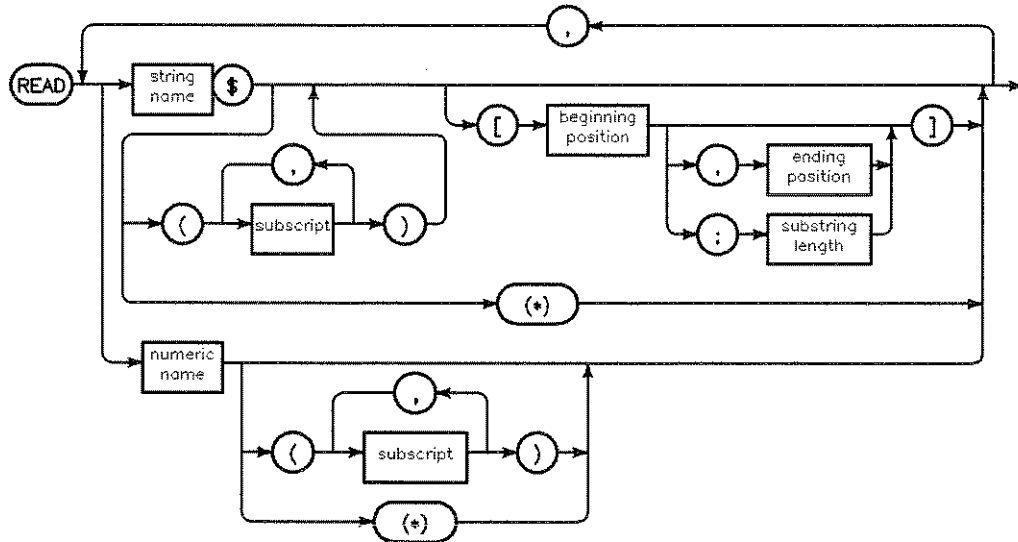 ,
READ
string
name
$
[
beginning
position
]
,
ending
position
,
(
subscript
)
:
substring
length
(*)
numeric
name
,
(
subscript
)
(*)